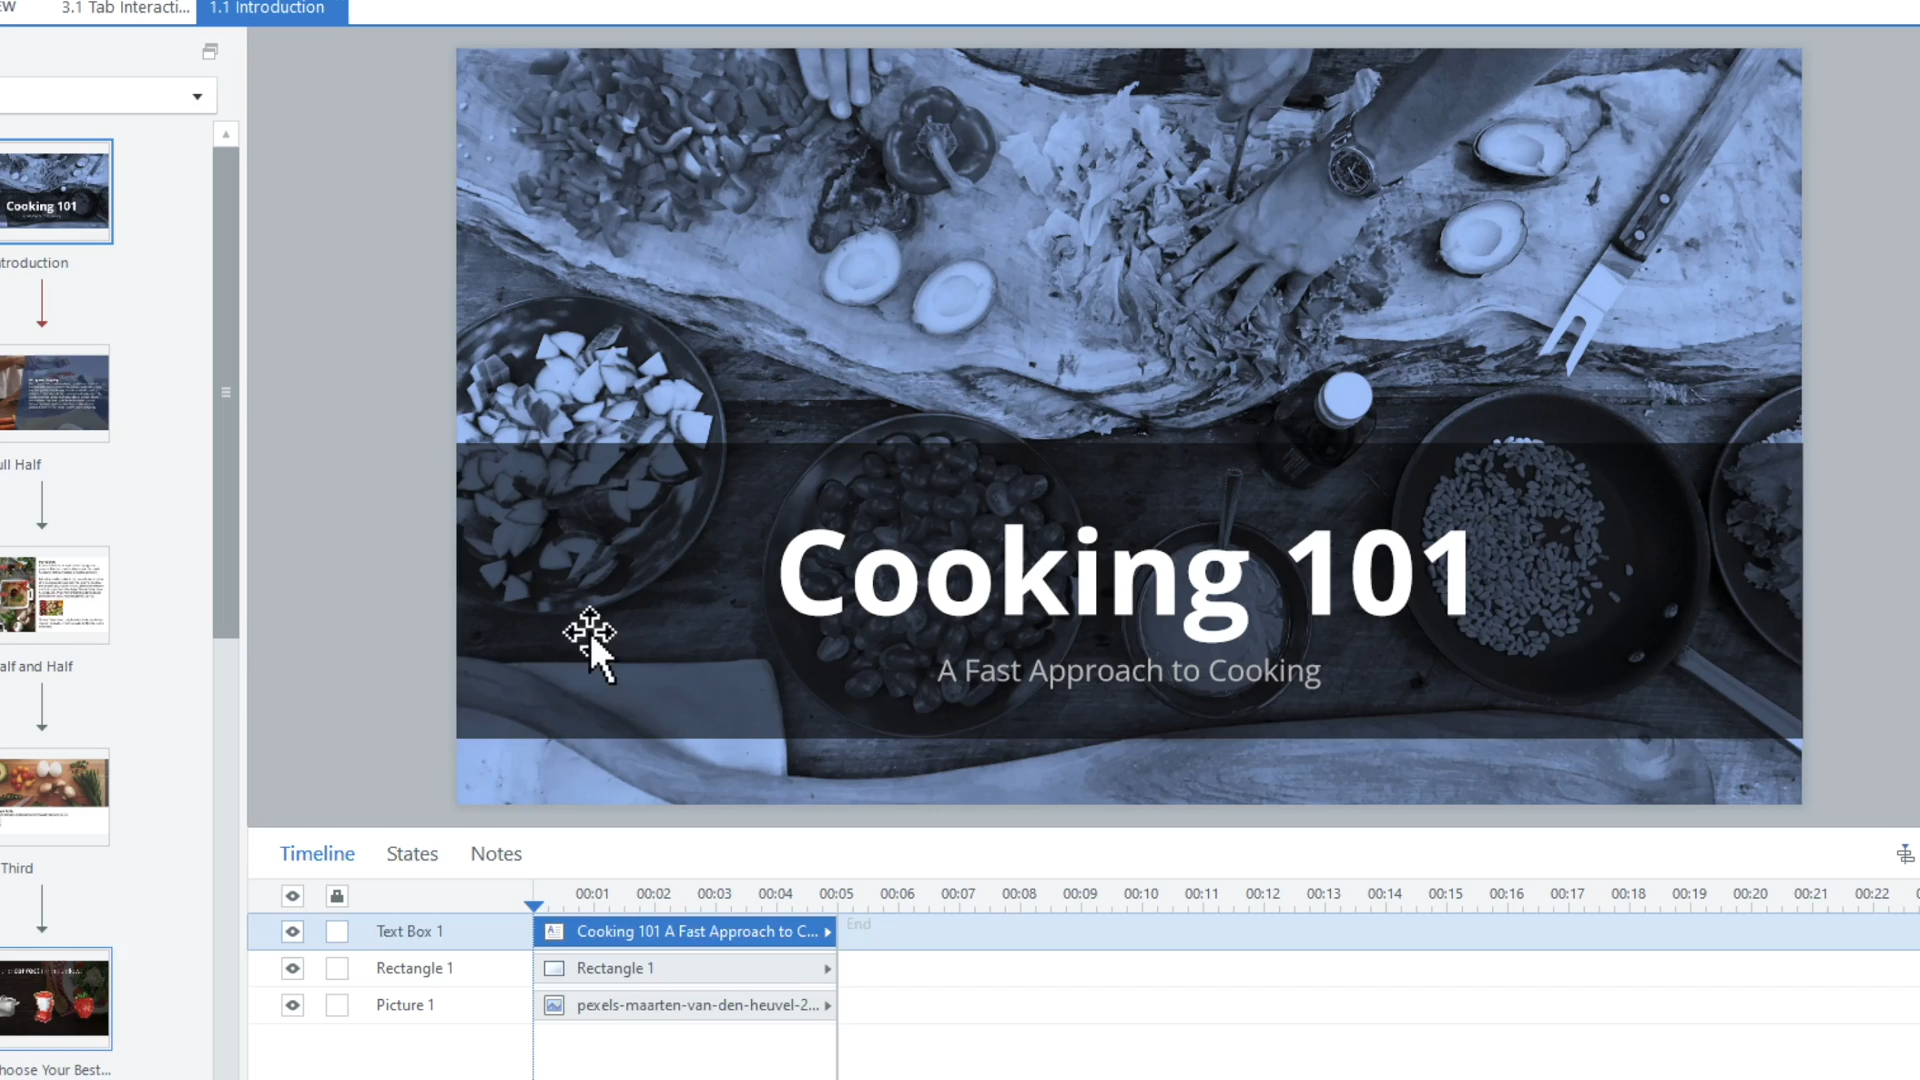 EW
3.1 Tab Interacti...
1.1 Introduction
Cooking 101
ntroduction
ull Half
alf and Half
Third
correct
hoose Your Best...
Cooking 101
A Fast Approach to Cooking
Timeline
States
Notes
00:01 00:02 00:03 00:04 00:05 00:06 00:07 00:08 00:09 00:10 00:11 00:12 00:13 00:14 00:15 00:16 00:17 00:18 00:19 00:20 00:21 00:22
Text Box 1
Cooking 101 A Fast Approach to C...
End
Rectangle 1
Rectangle 1
Picture 1
pexels-maarten-van-den-heuvel-2...